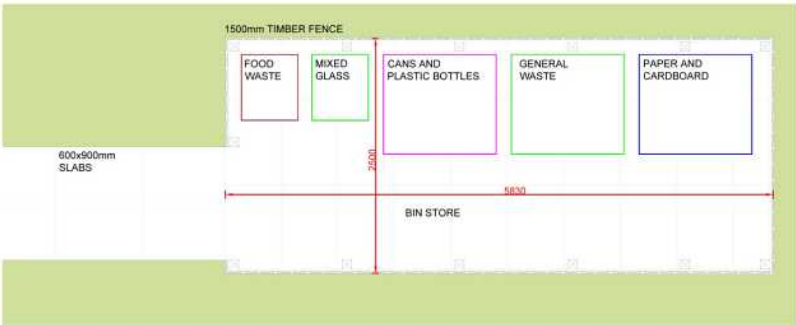 1500mm TIMBER FENCE
FOOD
WASTE
MIXED
GLASS
CANS AND
PLASTIC BOTTLES
GENERAL
WASTE
PAPER AND
CARDBOARD
600x900mm
SLABS
2500
5830
BIN STORE